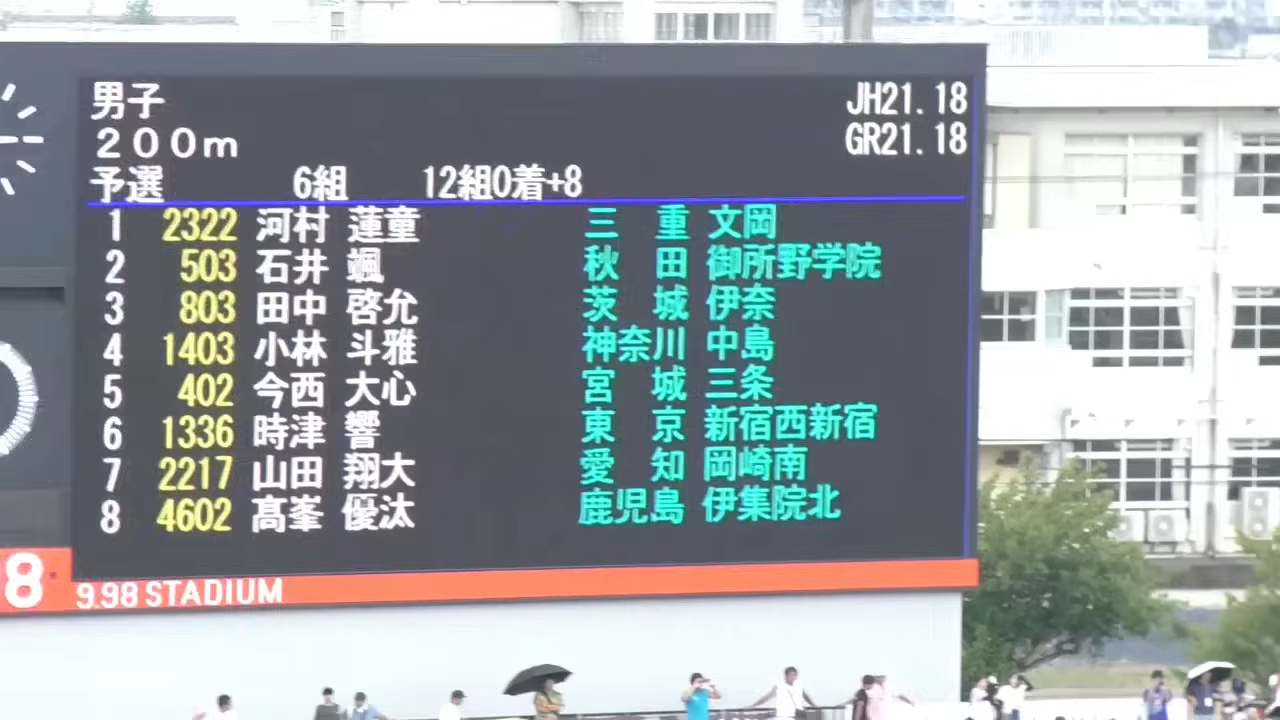 男子 JH21.18
200m GR21.18
予選 6組 12組0着+8
1 2322 河村 蓮童 三重 文岡
2 503 石井 颯 秋田 御所野学院
3 803 田中 啓允 茨城 伊奈
4 1403 小林 斗雅 神奈川 中島
5 402 今西 大心 宮城 三条
6 1336 時津 響 東京 新宿西新宿
7 2217 山田 翔大 愛知 岡崎南
8 4602 髙峯 優汰 鹿児島 伊集院北
8 9.98 STADIUM